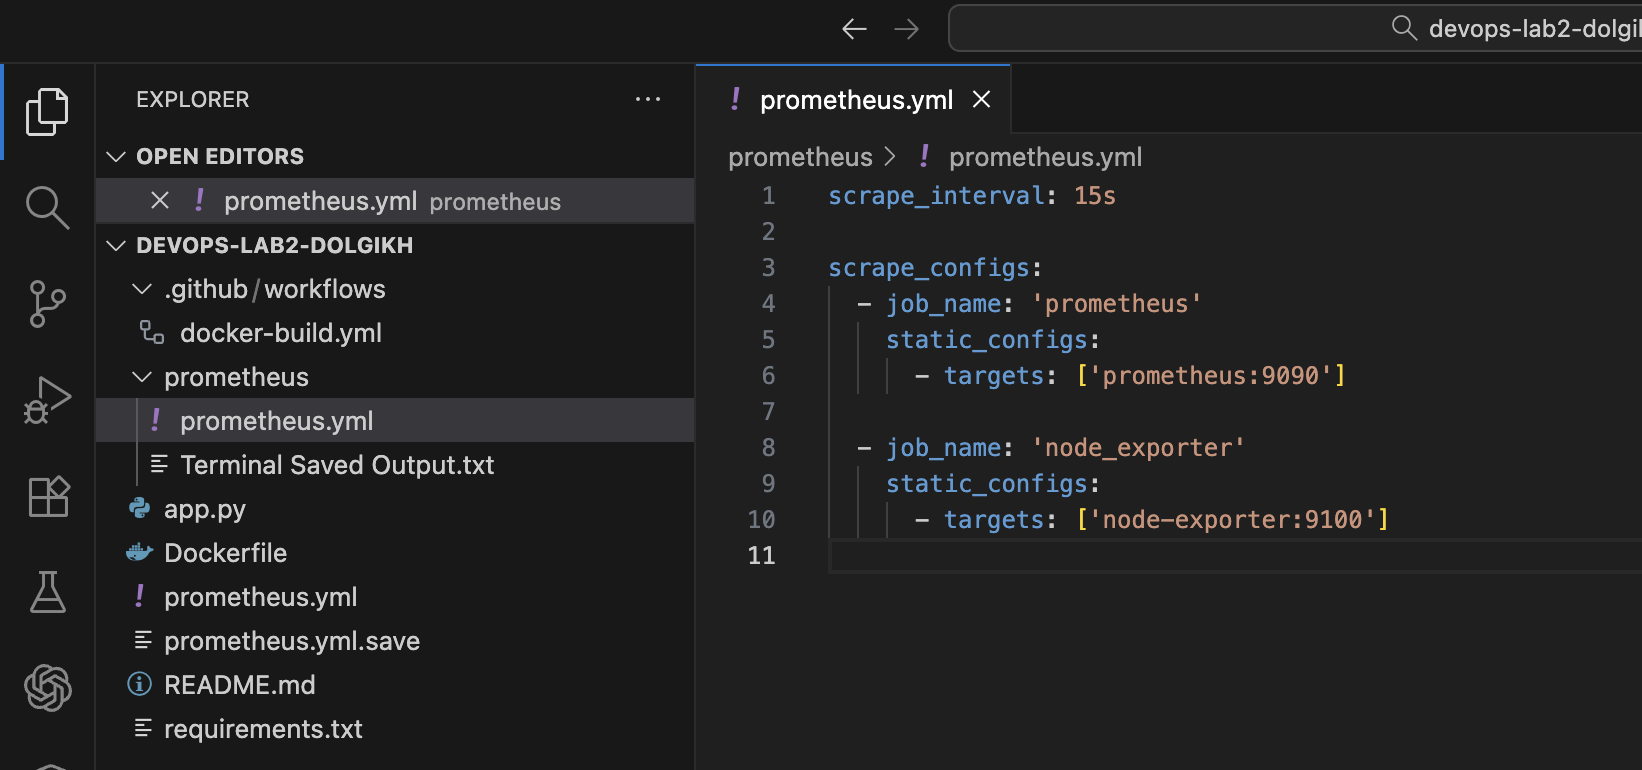 devops-lab2-dolgi
EXPLORER
OPEN EDITORS
prometheus.yml prometheus
DEVOPS-LAB2-DOLGIKH
.github/workflows
docker-build.yml
prometheus
prometheus.yml
Terminal Saved Output.txt
app.py
Dockerfile
prometheus.yml
prometheus.yml.save
README.md
requirements.txt
prometheus.yml
prometheus > prometheus.yml
1 scrape_interval: 15s
2
3 scrape_configs:
4 - job_name: 'prometheus'
5 static_configs:
6 - targets: ['prometheus:9090']
7
8 - job_name: 'node_exporter'
9 static_configs:
10 - targets: ['node-exporter:9100']
11